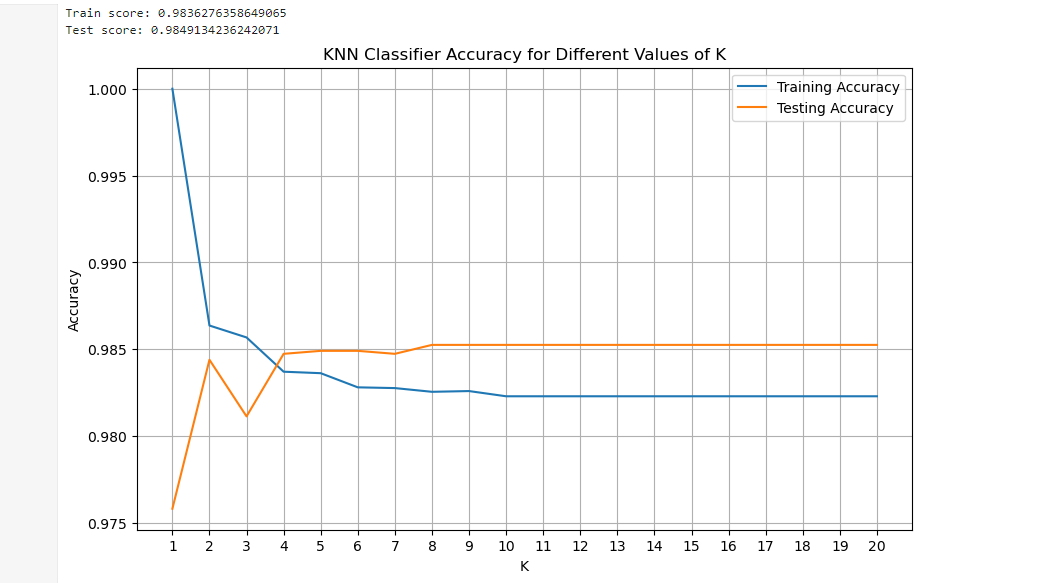 Train score: 0.9836276358649065
Test score: 0.9849134236242071
KNN Classifier Accuracy for Different Values of K
Training Accuracy
Testing Accuracy
1.000
0.995
0.990
0.985
0.980
0.975
Accuracy
1 2 3 4 5 6 7 8 9 10 11 12 13 14 15 16 17 18 19 20
K